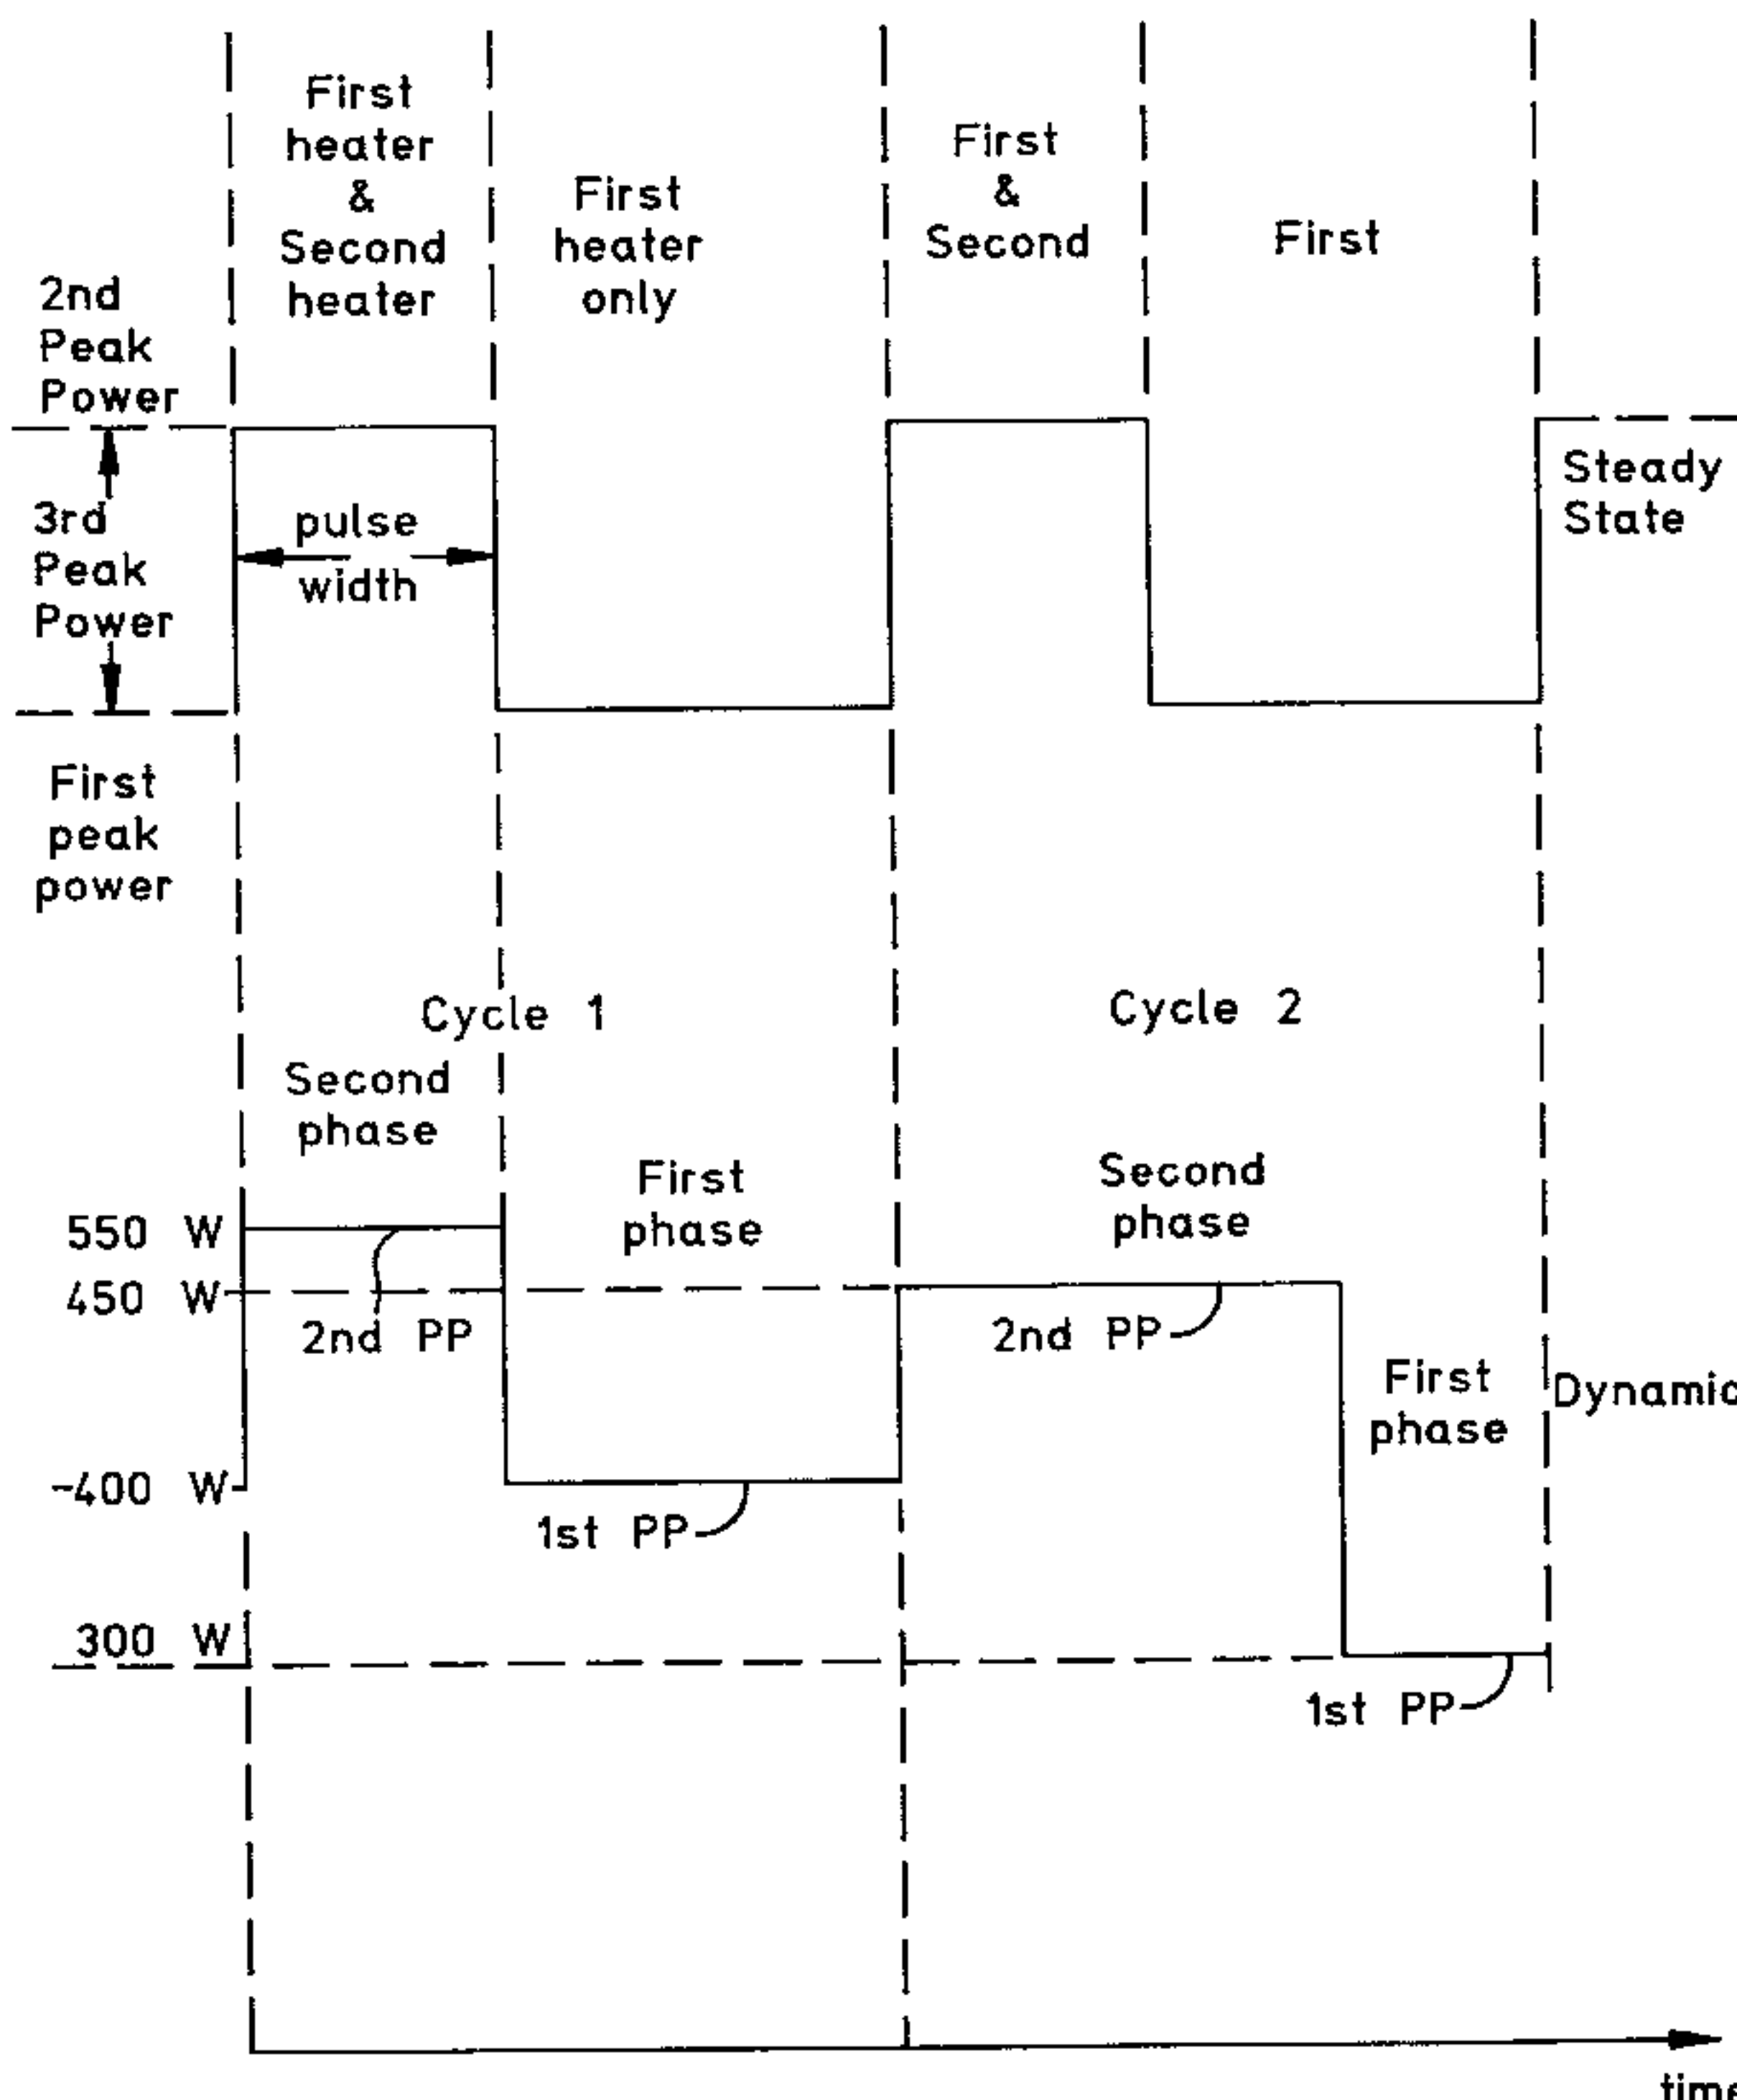 First
heater
&
Second
heater
First
heater
only
First
&
Second
First
2nd
Peak
Power
3rd
Peak
Power
pulse
width
Steady
State
First
peak
power
Cycle 1
Cycle 2
Second
phase
First
phase
Second
phase
550 W
450 W
2nd PP
2nd PP
First
phase
Dynamic
-400 W
1st PP
300 W
1st PP
time